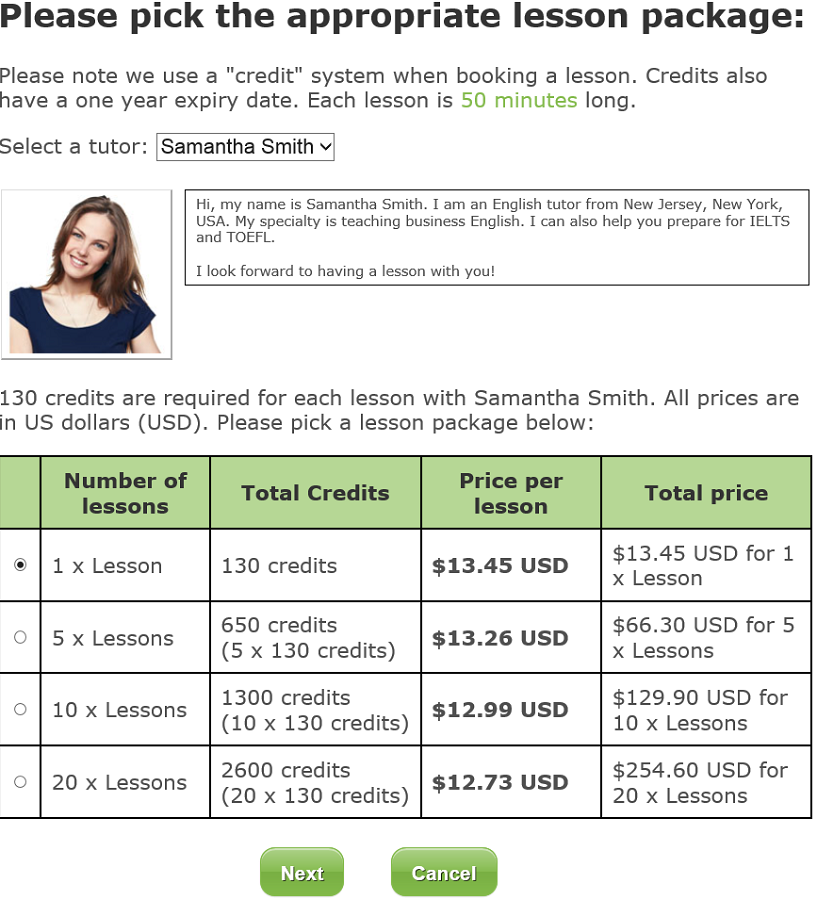 Please pick the appropriate lesson package:
Please note we use a "credit" system when booking a lesson. Credits also
have a one year expiry date. Each lesson is 50 minutes long.
Select a tutor: Samantha Smith
Hi, my name is Samantha Smith. I am an English tutor from New Jersey, New York,
USA. My specialty is teaching business English. I can also help you prepare for IELTS
and TOEFL.
I look forward to having a lesson with you!
130 credits are required for each lesson with Samantha Smith. All prices are
in US dollars (USD). Please pick a lesson package below:
Number of
lessons
Total Credits
Price per
lesson
Total price
1 x Lesson
130 credits
$13.45 USD
$13.45 USD for 1
x Lesson
5 x Lessons
650 credits
(5 x 130 credits)
$13.26 USD
$66.30 USD for 5
x Lessons
10 x Lessons
1300 credits
(10 x 130 credits)
$12.99 USD
$129.90 USD for
10 x Lessons
20 x Lessons
2600 credits
(20 x 130 credits)
$12.73 USD
$254.60 USD for
20 x Lessons
Next
Cancel